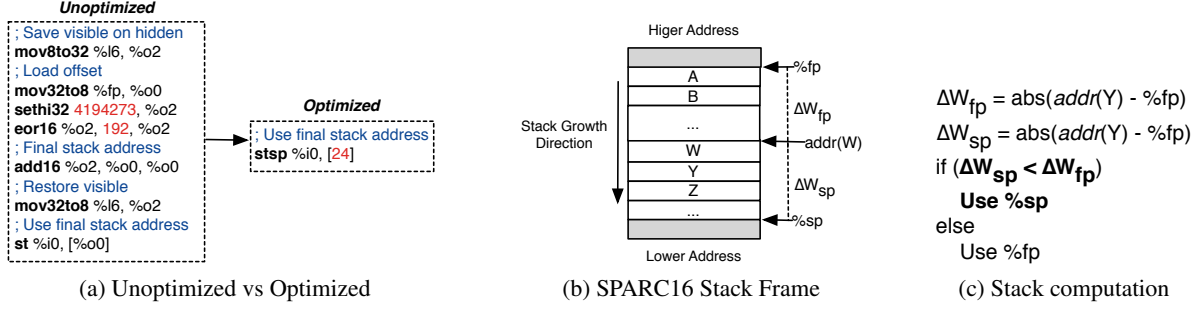 Unoptimized
; Save visible on hidden
mov8to32 %l6, %o2
; Load offset
mov32to8 %fp, %o0
sethi32 4194273, %o2
eor16 %o2, 192, %o2
; Final stack address
add16 %o2, %o0, %o0
; Restore visible
mov32to8 %l6, %o2
; Use final stack address
st %i0, [%o0]
Optimized
; Use final stack address
stsp %i0, [24]
(a) Unoptimized vs Optimized
Higer Address
%fp
A
B
...
ΔWfp
Stack Growth
Direction
addr(W)
W
Y
Z
ΔWsp
...
%sp
Lower Address
(b) SPARC16 Stack Frame
ΔWfp = abs(addr(Y) - %fp)
ΔWsp = abs(addr(Y) - %fp)
if (ΔWsp < ΔWfp)
Use %sp
else
Use %fp
(c) Stack computation